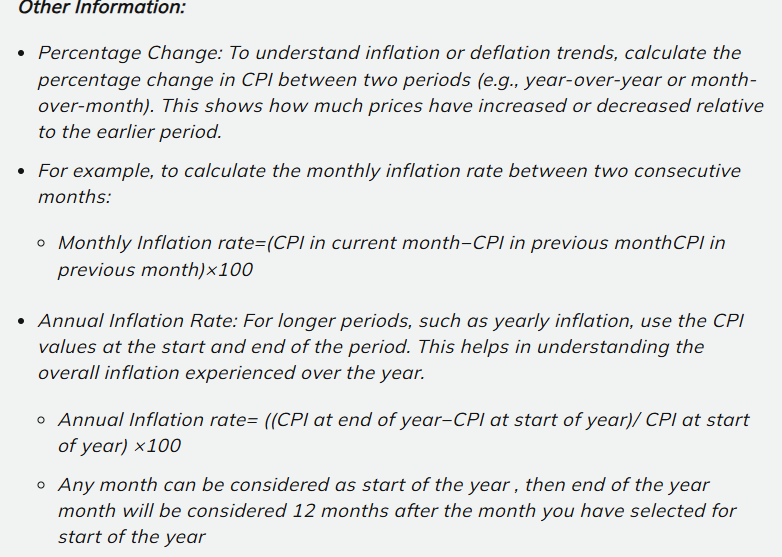 Other Information:
• Percentage Change: To understand inflation or deflation trends, calculate the
percentage change in CPI between two periods (e.g., year-over-year or month-
over-month). This shows how much prices have increased or decreased relative
to the earlier period.
• For example, to calculate the monthly inflation rate between two consecutive
months:
◦ Monthly Inflation rate=(CPI in current month−CPI in previous monthCPI in
previous month)×100
• Annual Inflation Rate: For longer periods, such as yearly inflation, use the CPI
values at the start and end of the period. This helps in understanding the
overall inflation experienced over the year.
◦ Annual Inflation rate= ((CPI at end of year−CPI at start of year)/ CPI at start
of year) ×100
◦ Any month can be considered as start of the year , then end of the year
month will be considered 12 months after the month you have selected for
start of the year